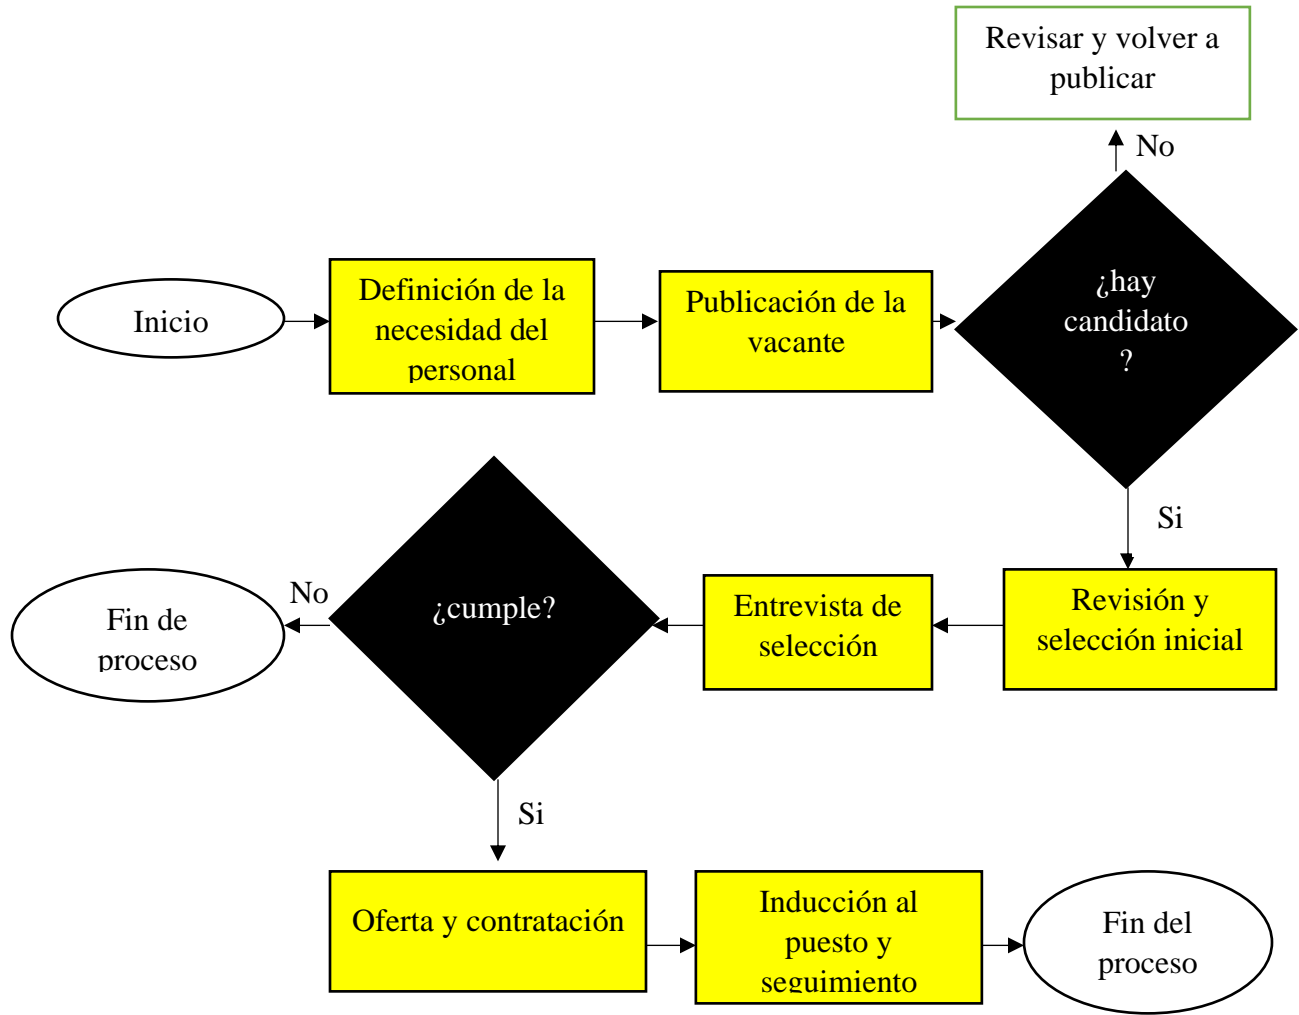 Revisar y volver a
publicar
No
Inicio
Definición de la
necesidad del
personal
Publicación de la
vacante
¿hay
candidato
?
Si
Revisión y
selección inicial
Entrevista de
selección
¿cumple?
No
Fin de
proceso
Si
Oferta y contratación
Inducción al
puesto y
seguimiento
Fin del
proceso